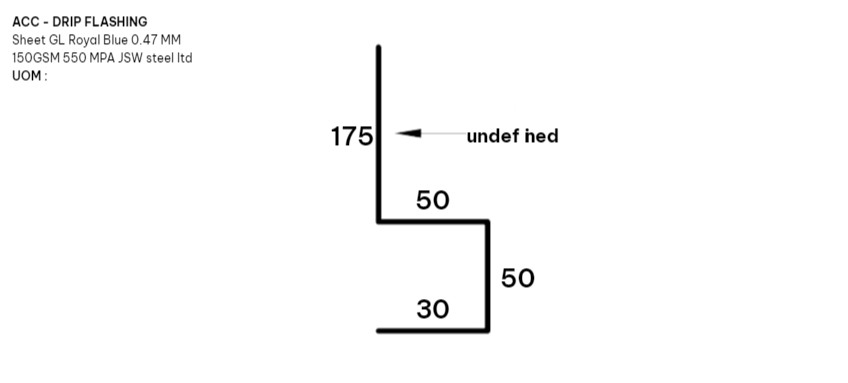 ACC - DRIP FLASHING
Sheet GL Royal Blue 0.47 MM
150GSM 550 MPA JSW steel ltd
UOM :
175
undefined
50
50
30